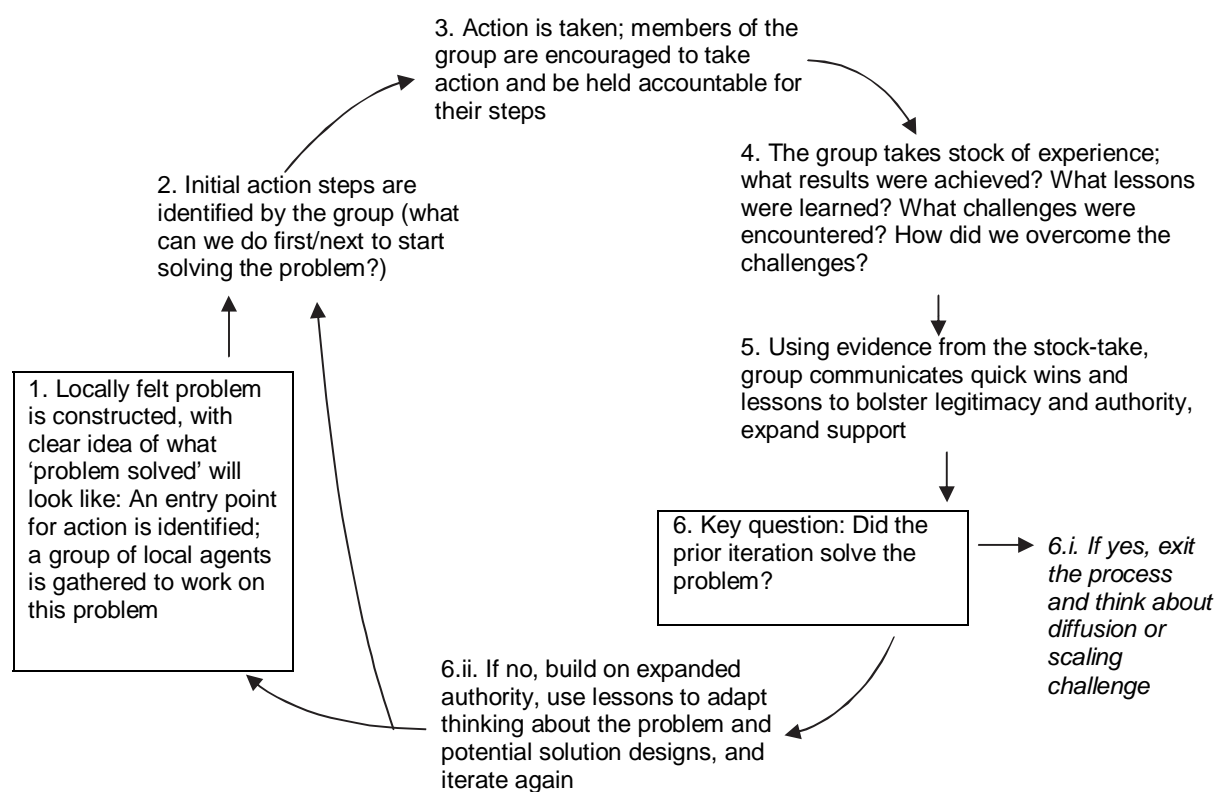 3. Action is taken; members of the
group are encouraged to take
action and be held accountable for
their steps
4. The group takes stock of experience;
what results were achieved? What lessons
were learned? What challenges were
encountered? How did we overcome the
challenges?
2. Initial action steps are
identified by the group (what
can we do first/next to start
solving the problem?)
5. Using evidence from the stock-take,
group communicates quick wins and
lessons to bolster legitimacy and authority,
expand support
1. Locally felt problem
is constructed, with
clear idea of what
‘problem solved’ will
look like: An entry point
for action is identified;
a group of local agents
is gathered to work on
this problem
6. Key question: Did the
prior iteration solve the
problem?
6.i. If yes, exit
the process
and think about
diffusion or
scaling
challenge
6.ii. If no, build on expanded
authority, use lessons to adapt
thinking about the problem and
potential solution designs, and
iterate again